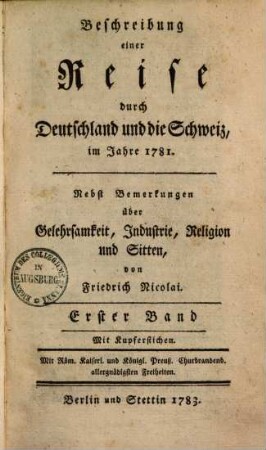 Beschreibung
einer
Reise
durch
Deutschland und die Schweiz,
im Jahre 1781.
Nebst Bemerkungen
über
Gelehrsamkeit, Industrie, Religion
und Sitten,
von
Friedrich Nicolai.
IN
AUGSBURG
Erster Band
Mit Kupferstichen.
Mit Röm. Kaiserl. und Königl. Preuß. Churbrandenb.
allergnädigsten Freiheiten.
Berlin und Stettin 1783.